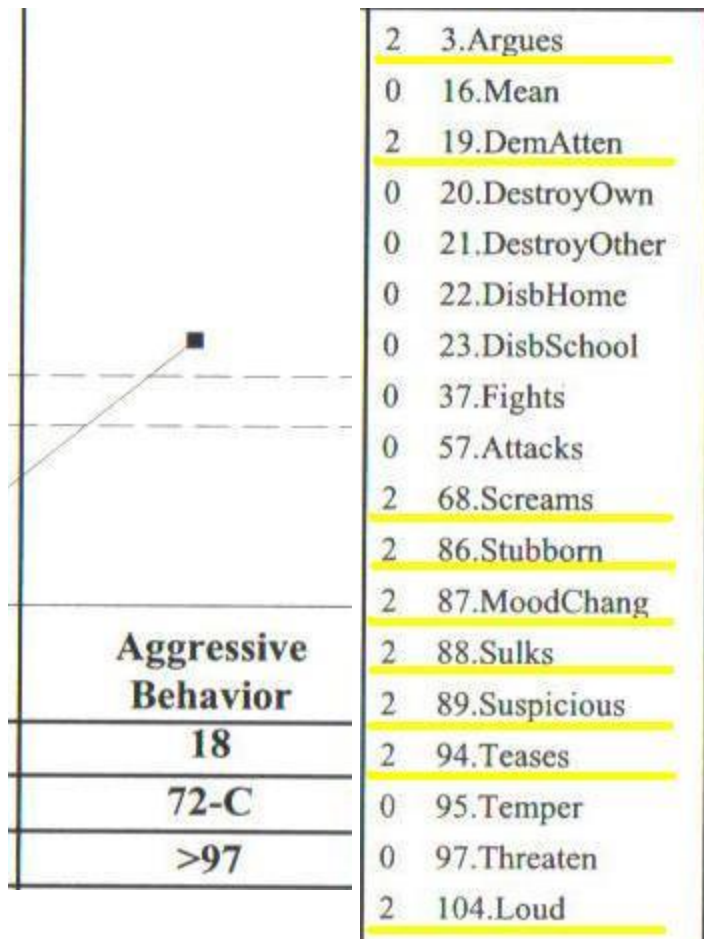 Aggressive
Behavior
18
72-C
>97
2 3.Argues
0 16.Mean
2 19.DemAtten
0 20.DestroyOwn
0 21.DestroyOther
0 22.DisbHome
0 23.DisbSchool
0 37.Fights
0 57.Attacks
2 68.Screams
2 86.Stubborn
2 87.MoodChang
2 88.Sulks
2 89.Suspicious
2 94.Teases
0 95.Temper
0 97.Threaten
2 104.Loud